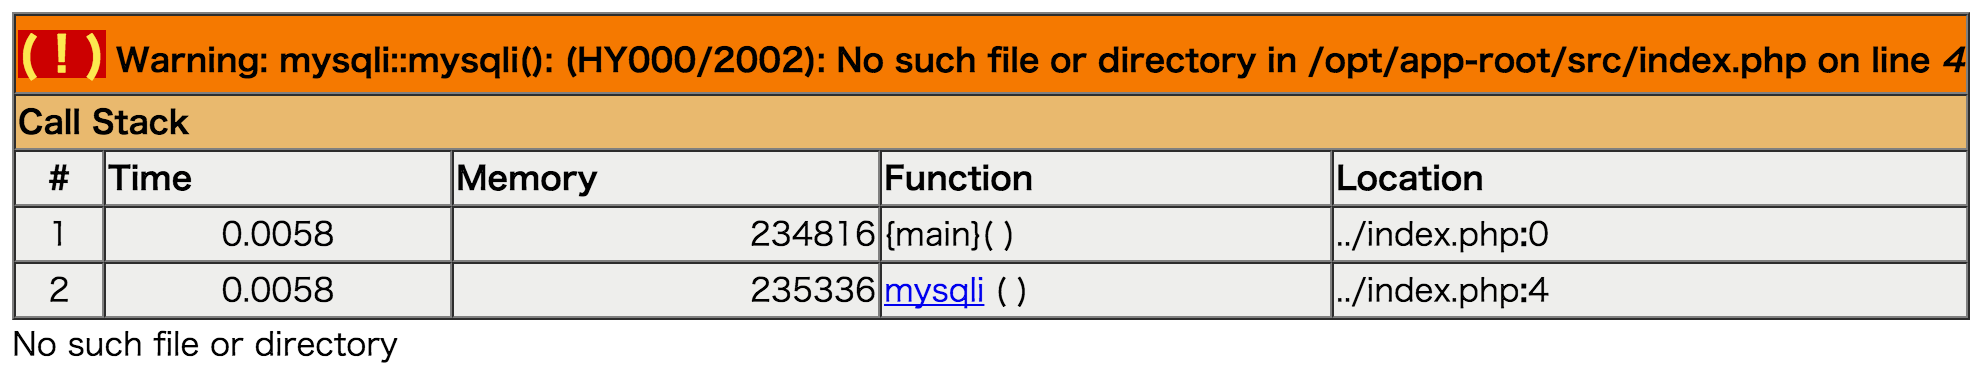 ( ! ) Warning: mysqli::mysqli(): (HY000/2002): No such file or directory in /opt/app-root/src/index.php on line 4
Call Stack
# Time Memory Function Location
1 0.0058 234816 {main}( ) ../index.php:0
2 0.0058 235336 mysqli ( ) ../index.php:4
No such file or directory